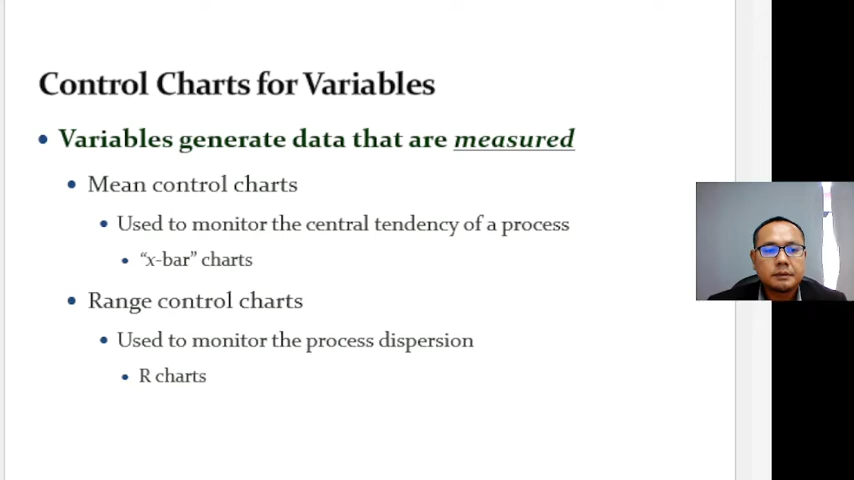 Control Charts for Variables
• Variables generate data that are measured
• Mean control charts
• Used to monitor the central tendency of a process
• “x-bar” charts
• Range control charts
• Used to monitor the process dispersion
• R charts